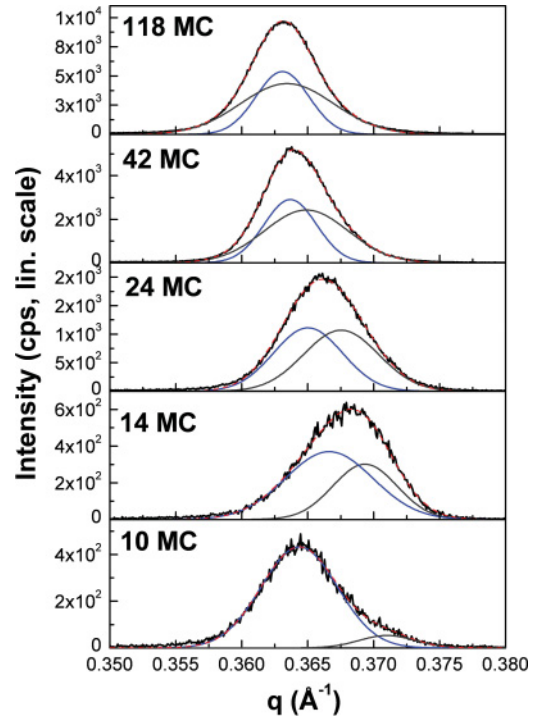 118 MC
1x10⁴
8x10³
5x10³
3x10³
0
42 MC
4x10³
2x10³
0
24 MC
2x10³
2x10³
1x10³
5x10²
0
14 MC
6x10²
4x10²
2x10²
0
10 MC
4x10²
2x10²
0
0.350 0.355 0.360 0.365 0.370 0.375 0.380
q (Å⁻¹)
Intensity (cps, lin. scale)